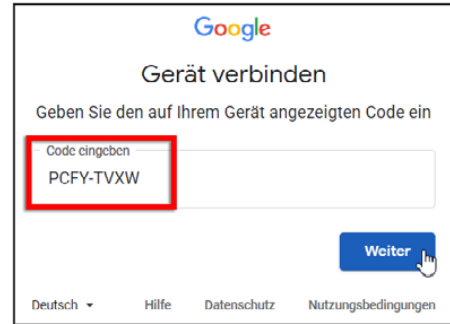 Google
Gerät verbinden
Geben Sie den auf Ihrem Gerät angezeigten Code ein
Code eingeben
PCFY-TVXW
Weiter
Deutsch Hilfe Datenschutz Nutzungsbedingungen